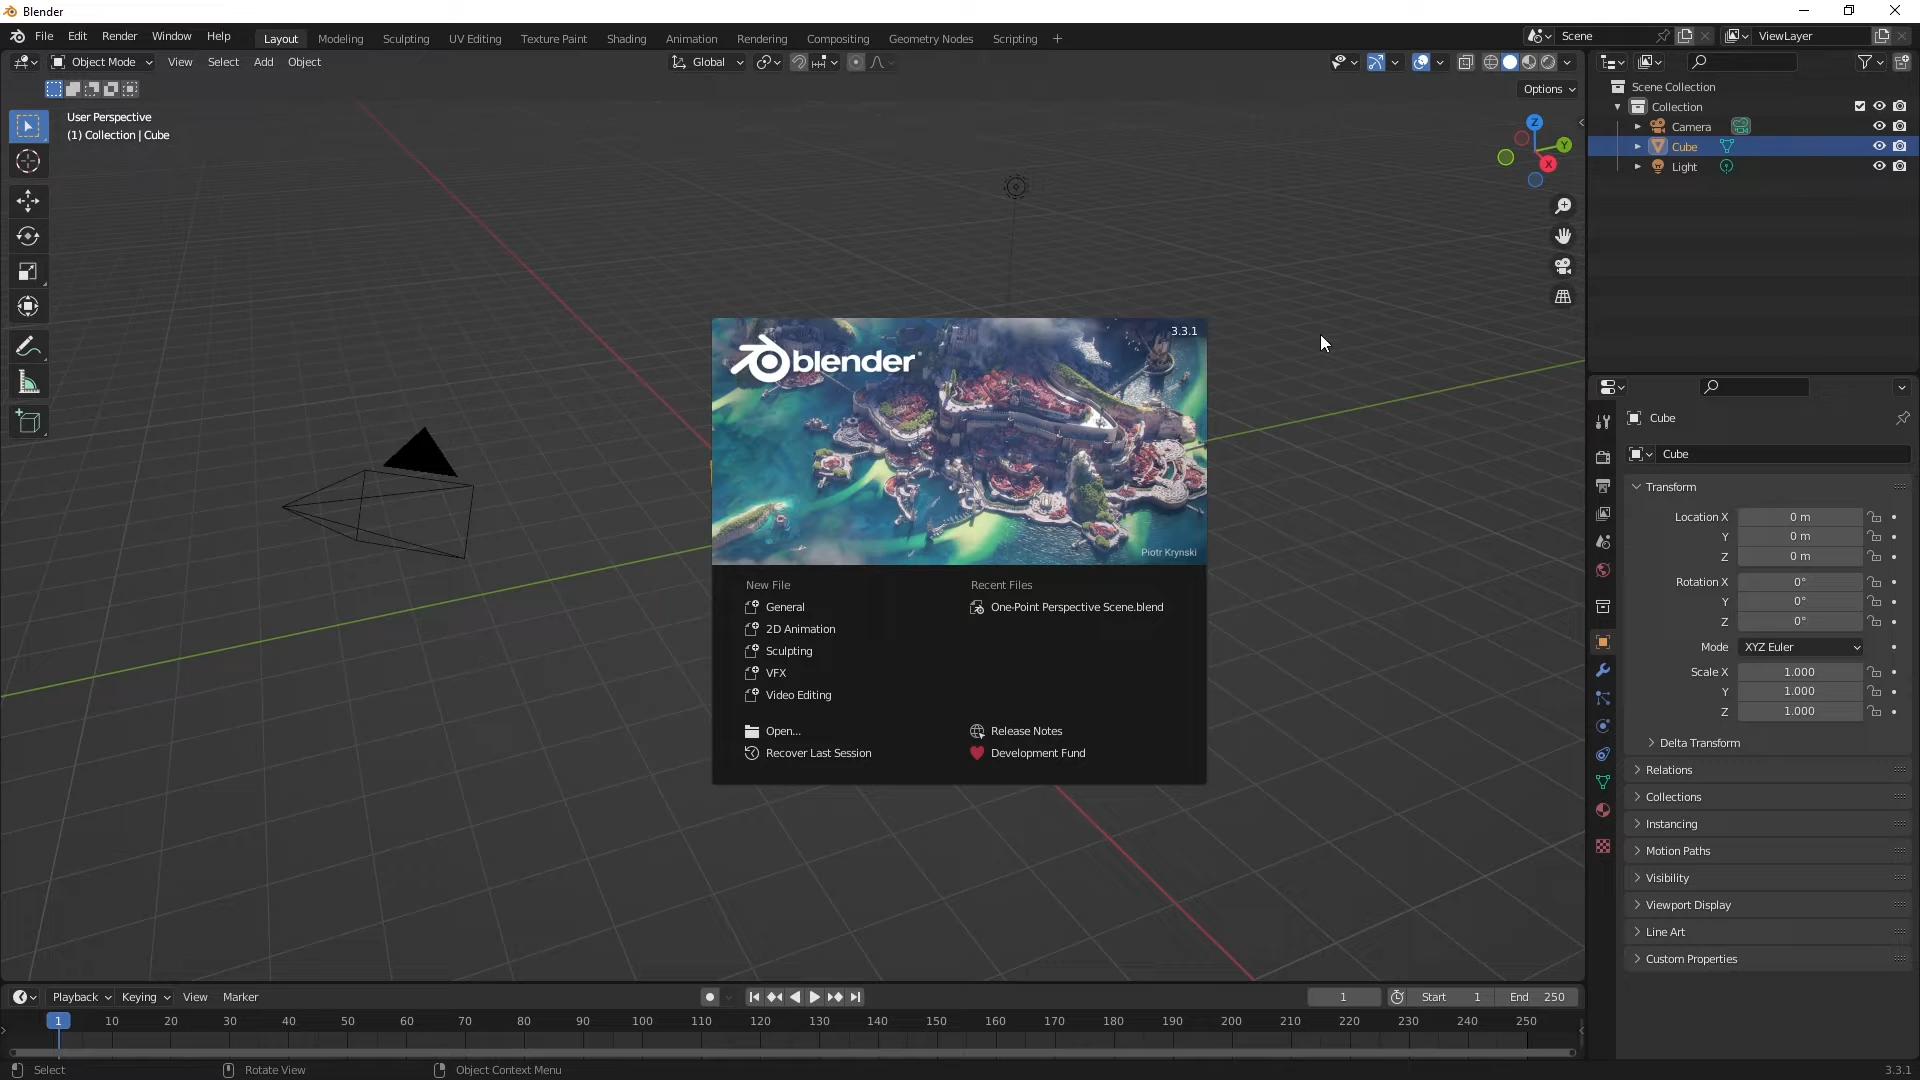 Blender
File Edit Render Window Help Layout Modeling Sculpting UV Editing Texture Paint Shading Animation Rendering Compositing Geometry Nodes Scripting + Scene ViewLayer
Object Mode View Select Add Object Global
Options
User Perspective
(1) Collection | Cube
Z
Y
X
Scene Collection
Collection
Camera
Cube
Light
3.3.1
blender
Piotr Krynski
New File
General
2D Animation
Sculpting
VFX
Video Editing
Open...
Recover Last Session
Recent Files
One-Point Perspective Scene.blend
Release Notes
Development Fund
Cube
Cube
Transform
Location X 0 m
Y 0 m
Z 0 m
Rotation X 0°
Y 0°
Z 0°
Mode XYZ Euler
Scale X 1.000
Y 1.000
Z 1.000
Delta Transform
Relations
Collections
Instancing
Motion Paths
Visibility
Viewport Display
Line Art
Custom Properties
Playback Keying View Marker 1 Start 1 End 250
1 10 20 30 40 50 60 70 80 90 100 110 120 130 140 150 160 170 180 190 200 210 220 230 240 250
Select Rotate View Object Context Menu 3.3.1